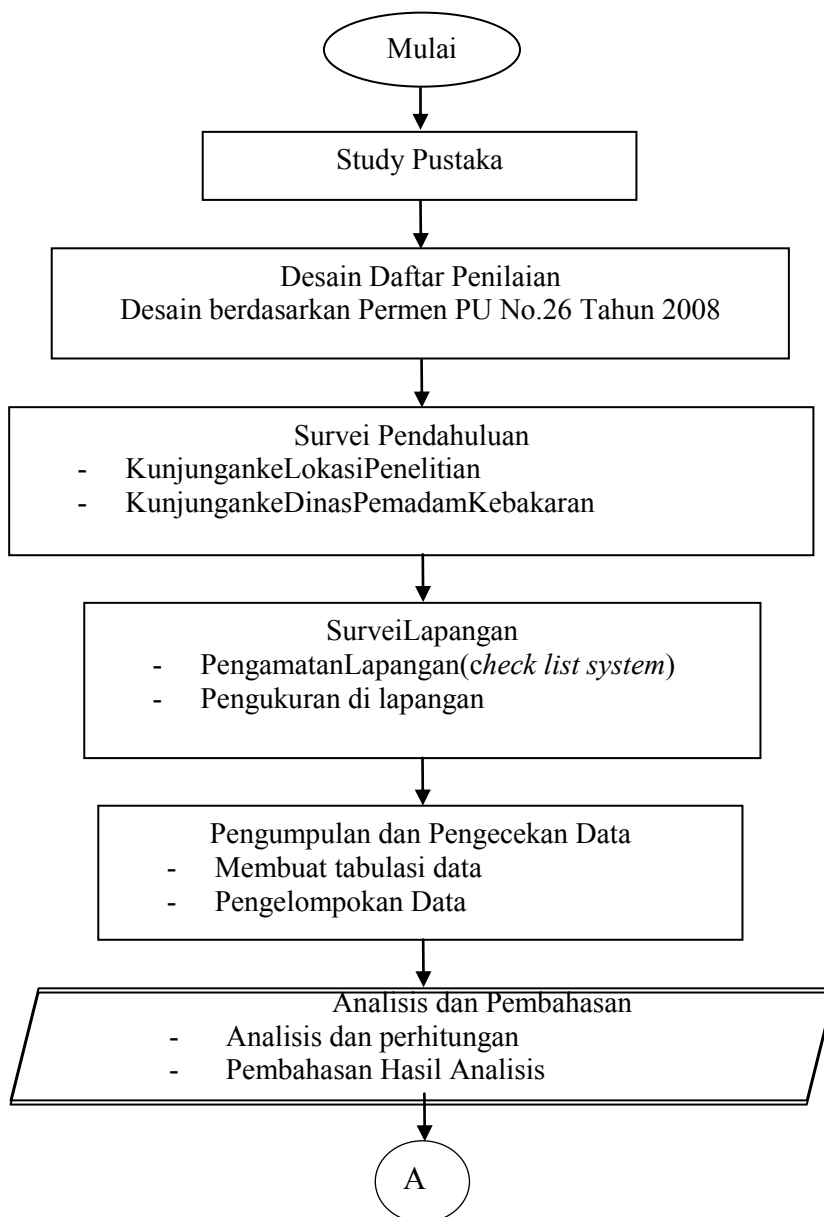 Mulai
Study Pustaka
Desain Daftar Penilaian
Desain berdasarkan Permen PU No.26 Tahun 2008
Survei Pendahuluan
- KunjungankeLokasiPenelitian
- KunjungankeDinasPemadamKebakaran
SurveiLapangan
- PengamatanLapangan(check list system)
- Pengukuran di lapangan
Pengumpulan dan Pengecekan Data
- Membuat tabulasi data
- Pengelompokan Data
Analisis dan Pembahasan
- Analisis dan perhitungan
- Pembahasan Hasil Analisis
A